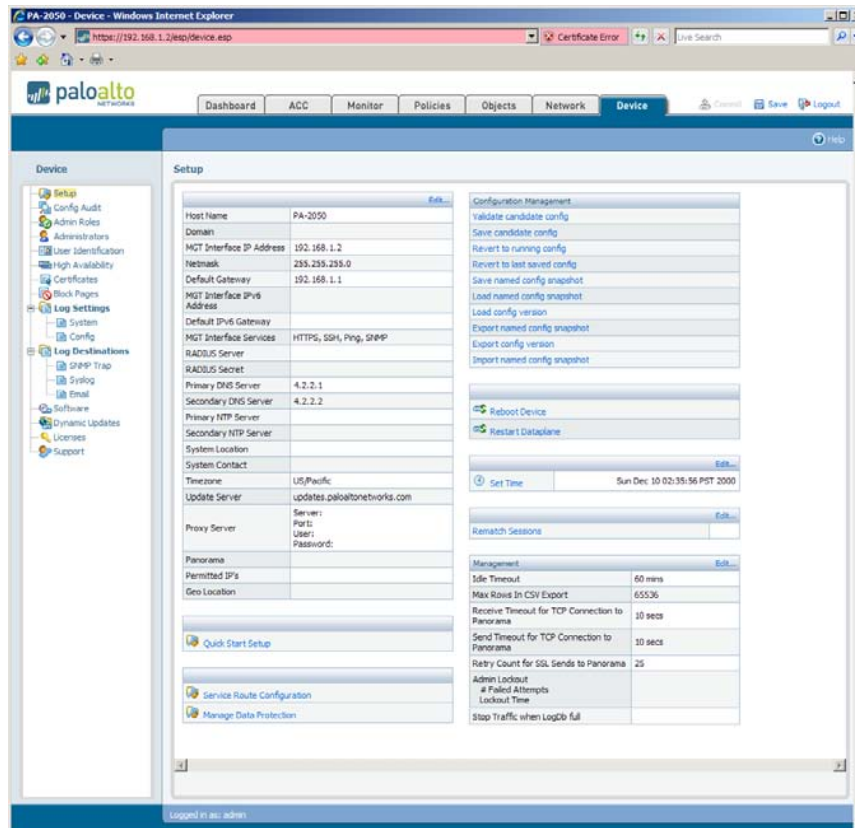 PA-2050 - Device - Windows Internet Explorer
https://192.168.1.2/esp/device.esp
Certificate Error
Live Search
paloalto
NETWORKS
Dashboard
ACC
Monitor
Policies
Objects
Network
Device
Commit
Save
Logout
Help
Device
Setup
Config Audit
Admin Roles
Administrators
User Identification
High Availability
Certificates
Block Pages
Log Settings
System
Config
Log Destinations
SNMP Trap
Syslog
Email
Software
Dynamic Updates
Licenses
Support
Setup
Edit...
Host Name PA-2050
Domain
MGT Interface IP Address 192.168.1.2
Netmask 255.255.255.0
Default Gateway 192.168.1.1
MGT Interface IPv6
Address
Default IPv6 Gateway
MGT Interface Services HTTPS, SSH, Ping, SNMP
RADIUS Server
RADIUS Secret
Primary DNS Server 4.2.2.1
Secondary DNS Server 4.2.2.2
Primary NTP Server
Secondary NTP Server
System Location
System Contact
Timezone US/Pacific
Update Server updates.paloaltonetworks.com
Proxy Server
Server:
Port:
User:
Password:
Panorama
Permitted IP's
Geo Location
Quick Start Setup
Service Route Configuration
Manage Data Protection
Configuration Management
Validate candidate config
Save candidate config
Revert to running config
Revert to last saved config
Save named config snapshot
Load named config snapshot
Load config version
Export named config snapshot
Export config version
Import named config snapshot
Reboot Device
Restart Dataplane
Edit...
Set Time Sun Dec 10 02:35:56 PST 2000
Edit...
Rematch Sessions
Management Edit...
Idle Timeout 60 mins
Max Rows In CSV Export 65536
Receive Timeout for TCP Connection to
Panorama 10 secs
Send Timeout for TCP Connection to
Panorama 10 secs
Retry Count for SSL Sends to Panorama 25
Admin Lockout
# Failed Attempts
Lockout Time
Stop Traffic when LogDb full
Logged in as: admin